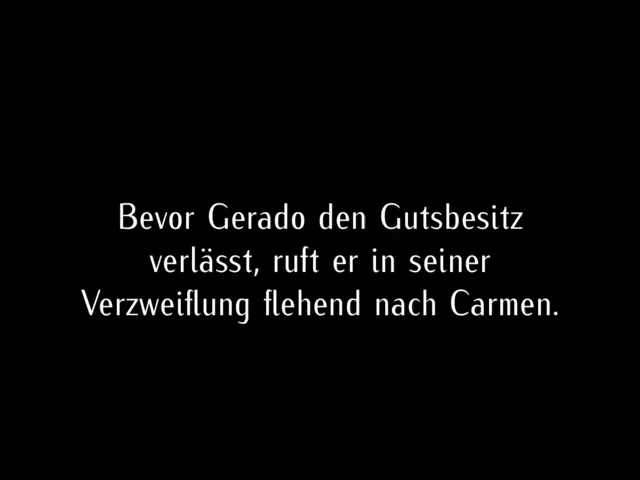 Bevor Gerado den Gutsbesitz
verlässt, ruft er in seiner
Verzweiflung flehend nach Carmen.